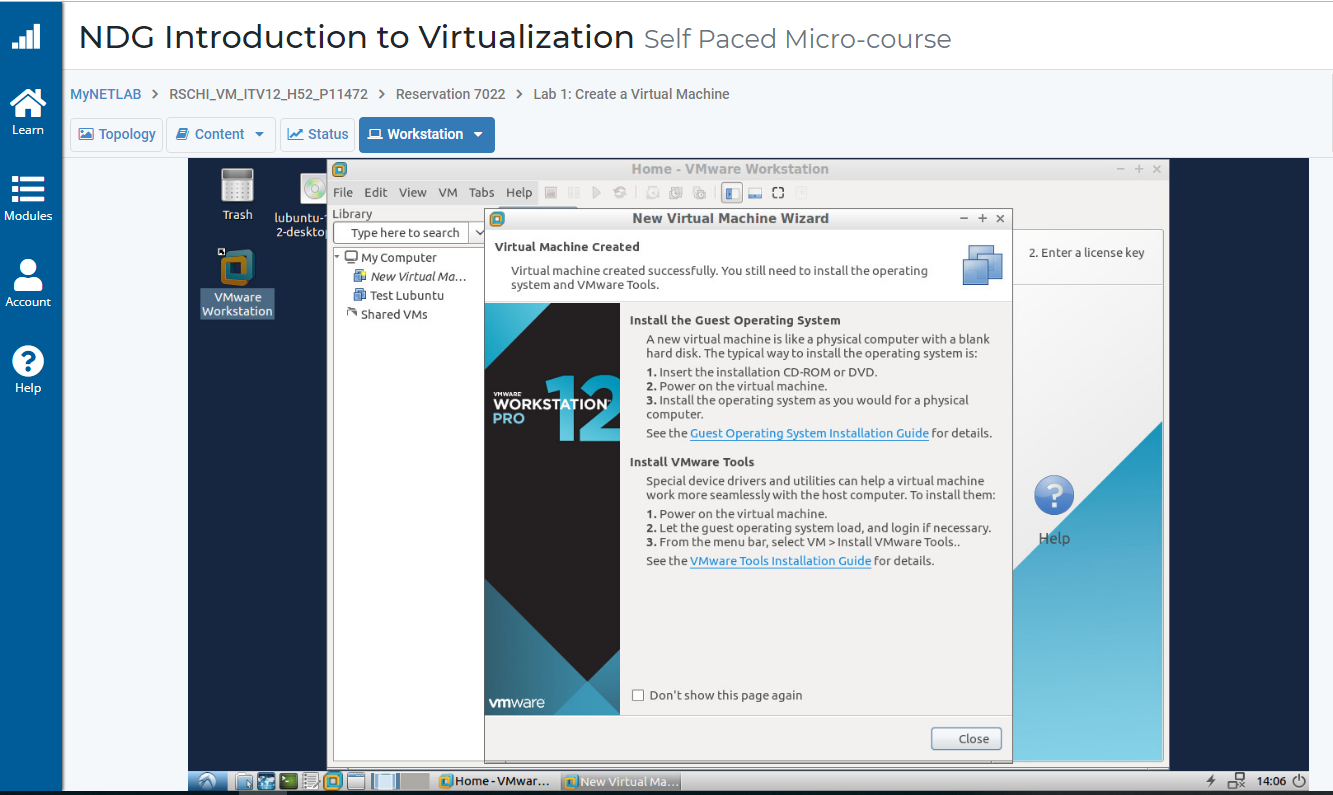 NDG Introduction to Virtualization Self Paced Micro-course
MyNETLAB > RSCHI_VM_ITV12_H52_P11472 > Reservation 7022 > Lab 1: Create a Virtual Machine
Topology Content Status Workstation
Learn
Modules
Account
Help
Trash
lubuntu-
2-deskto
VMware
Workstation
Home - VMware Workstation
File Edit View VM Tabs Help
Library
Type here to search
My Computer
New Virtual Ma...
Test Lubuntu
Shared VMs
New Virtual Machine Wizard
Virtual Machine Created
Virtual machine created successfully. You still need to install the operating
system and VMware Tools.
VMWARE
WORKSTATION
PRO
12
vmware
Install the Guest Operating System
A new virtual machine is like a physical computer with a blank
hard disk. The typical way to install the operating system is:
1. Insert the installation CD-ROM or DVD.
2. Power on the virtual machine.
3. Install the operating system as you would for a physical
computer.
See the Guest Operating System Installation Guide for details.
Install VMware Tools
Special device drivers and utilities can help a virtual machine
work more seamlessly with the host computer. To install them:
1. Power on the virtual machine.
2. Let the guest operating system load, and login if necessary.
3. From the menu bar, select VM > Install VMware Tools..
See the VMware Tools Installation Guide for details.
Don't show this page again
Close
2. Enter a license key
Help
Home - VMwar...
New Virtual Ma...
14:06